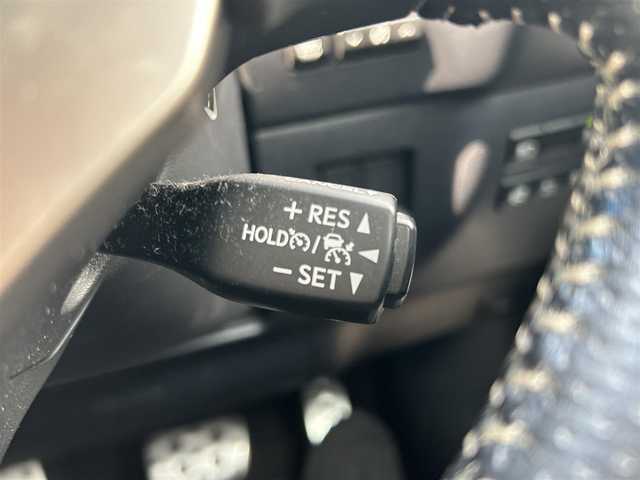 + RES
HOLD /
− SET